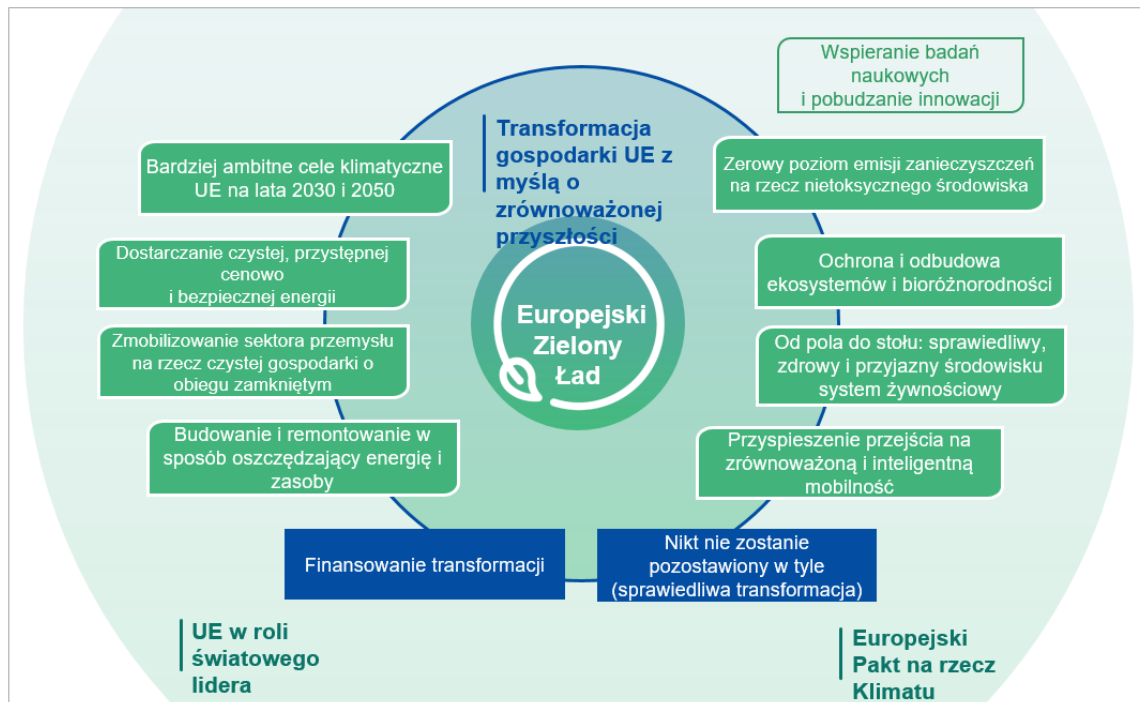 Wspieranie badań
naukowych
i pobudzanie innowacji
Transformacja
gospodarki UE z
myślą o
zrównoważonej
przyszłości
Bardziej ambitne cele klimatyczne
UE na lata 2030 i 2050
Zerowy poziom emisji zanieczyszczeń
na rzecz nietoksycznego środowiska
Dostarczanie czystej, przystępnej
cenowo
i bezpiecznej energii
Ochrona i odbudowa
ekosystemów i bioróżnorodności
Europejski
Zielony
Ład
Zmobilizowanie sektora przemysłu
na rzecz czystej gospodarki o
obiegu zamkniętym
Od pola do stołu: sprawiedliwy,
zdrowy i przyjazny środowisku
system żywnościowy
Budowanie i remontowanie w
sposób oszczędzający energię i
zasoby
Przyspieszenie przejścia na
zrównoważoną i inteligentną
mobilność
Finansowanie transformacji
Nikt nie zostanie
pozostawiony w tyle
(sprawiedliwa transformacja)
UE w roli
światowego
lidera
Europejski
Pakt na rzecz
Klimatu